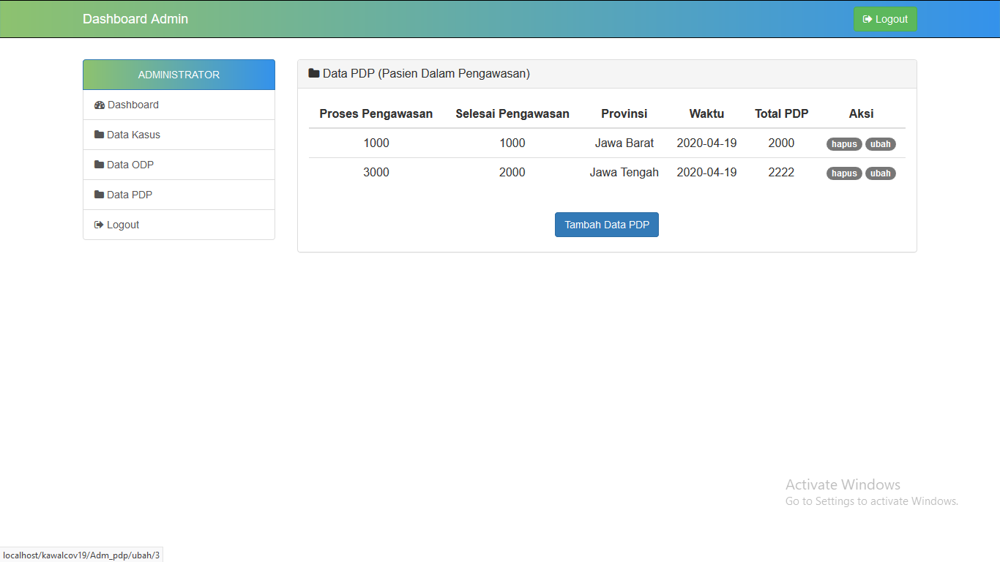 Dashboard Admin
Logout
ADMINISTRATOR
Dashboard
Data Kasus
Data ODP
Data PDP
Logout
Data PDP (Pasien Dalam Pengawasan)
Proses Pengawasan Selesai Pengawasan Provinsi Waktu Total PDP Aksi
1000 1000 Jawa Barat 2020-04-19 2000 hapus ubah
3000 2000 Jawa Tengah 2020-04-19 2222 hapus ubah
Tambah Data PDP
Activate Windows
Go to Settings to activate Windows.
localhost/kawalcov19/Adm_pdp/ubah/3